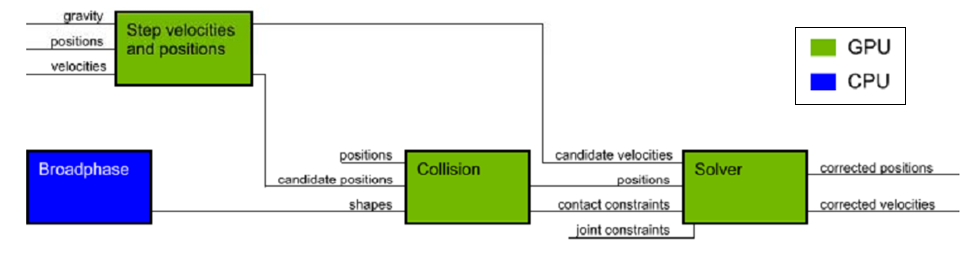 gravity
positions
velocities
Step velocities
and positions
GPU
CPU
Broadphase
positions
candidate positions
shapes
Collision
candidate velocities
positions
contact constraints
joint constraints
Solver
corrected positions
corrected velocities